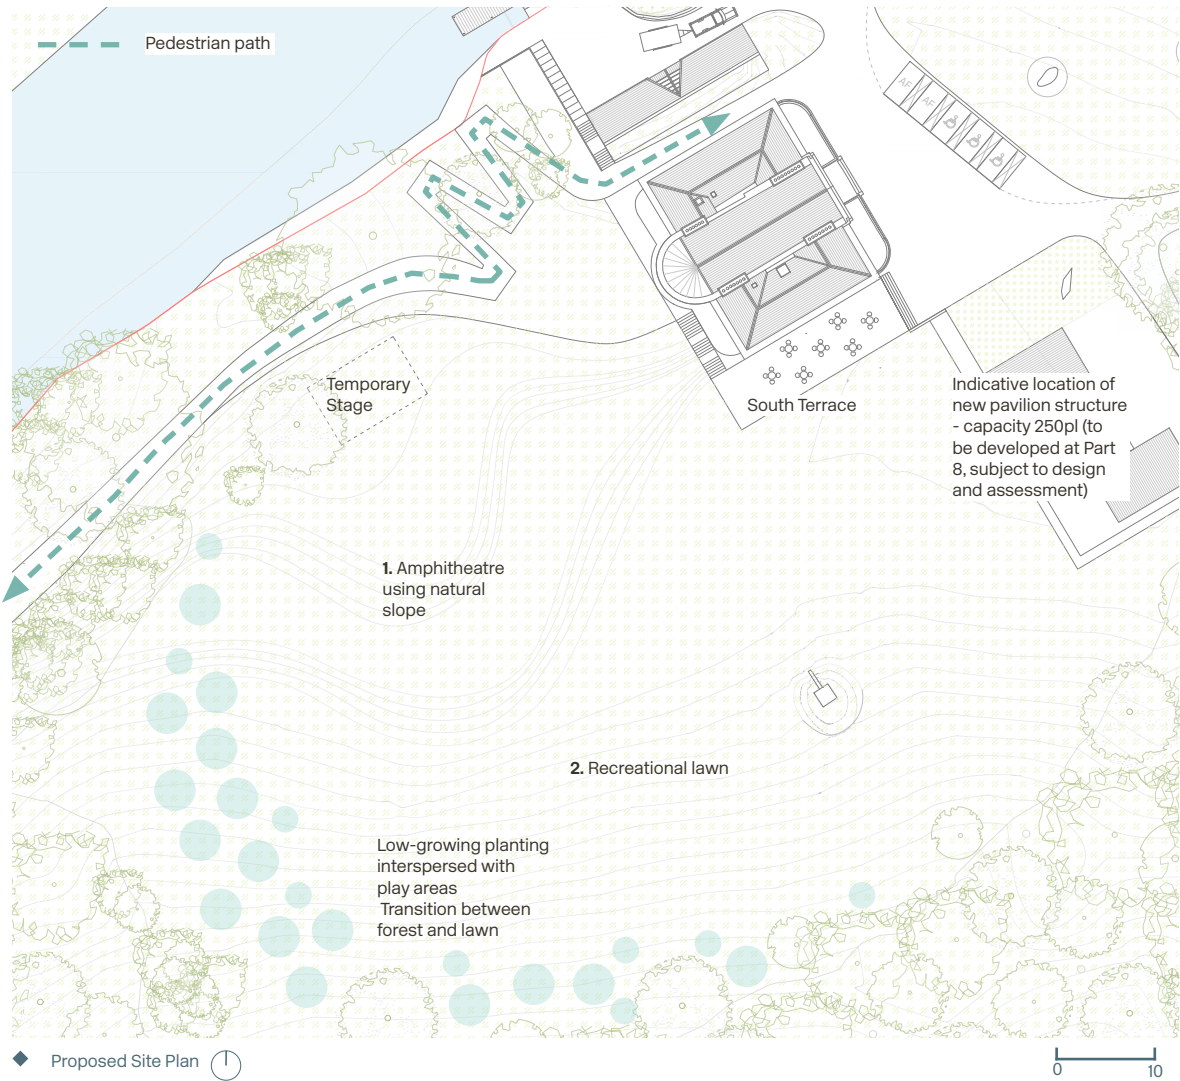 Pedestrian path
AF
AF
Temporary
Stage
South Terrace
Indicative location of
new pavilion structure
- capacity 250pl (to
be developed at Part
8, subject to design
and assessment)
1. Amphitheatre
using natural
slope
2. Recreational lawn
Low-growing planting
interspersed with
play areas
Transition between
forest and lawn
Proposed Site Plan
0 10